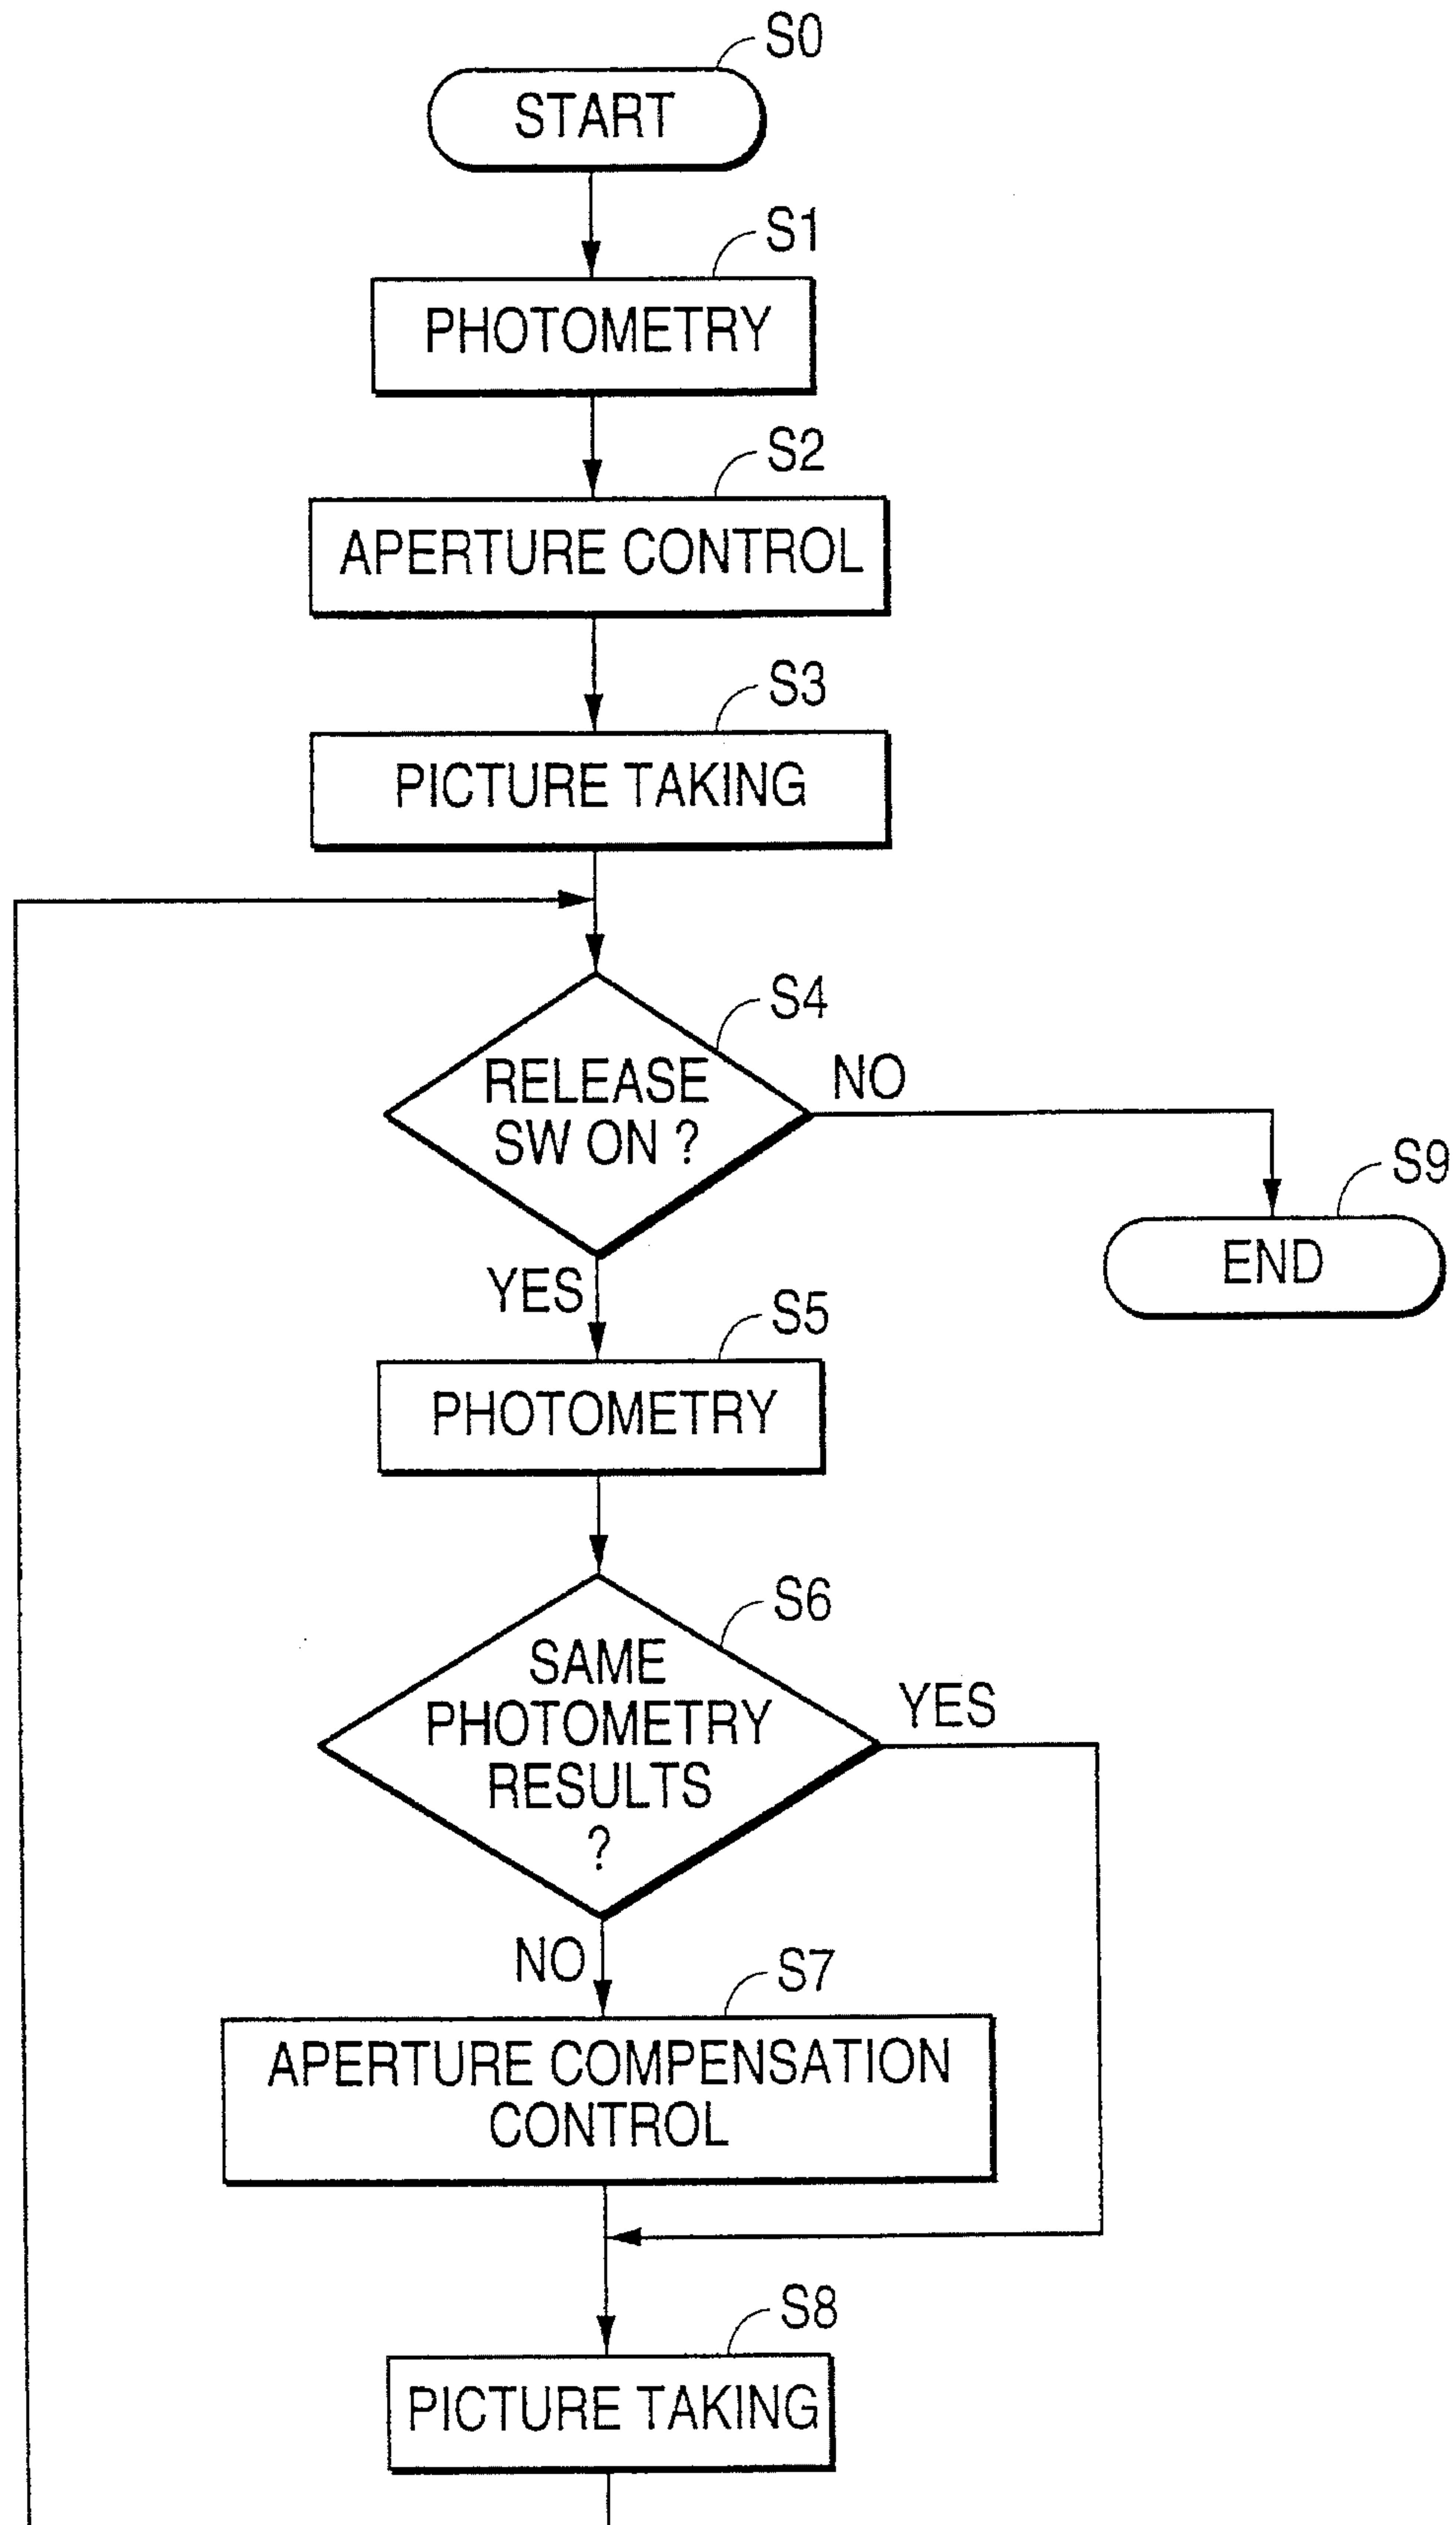 S0
START
S1
PHOTOMETRY
S2
APERTURE CONTROL
S3
PICTURE TAKING
S4
RELEASE
SW ON ?
NO
S9
END
YES
S5
PHOTOMETRY
S6
SAME
PHOTOMETRY
RESULTS
?
YES
NO
S7
APERTURE COMPENSATION
CONTROL
S8
PICTURE TAKING